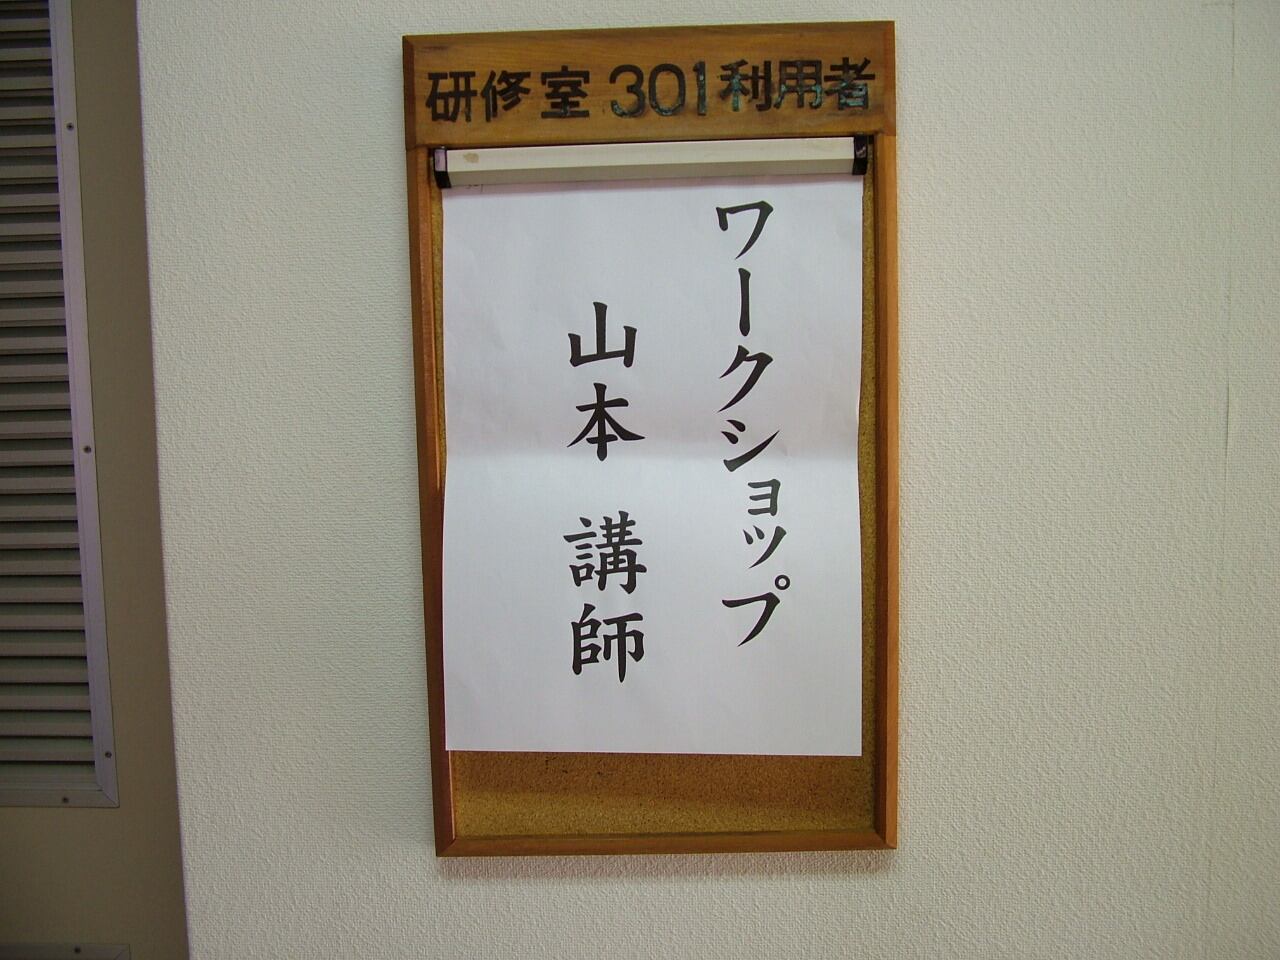 研修室 301利用者
ワークショップ
山本 講師